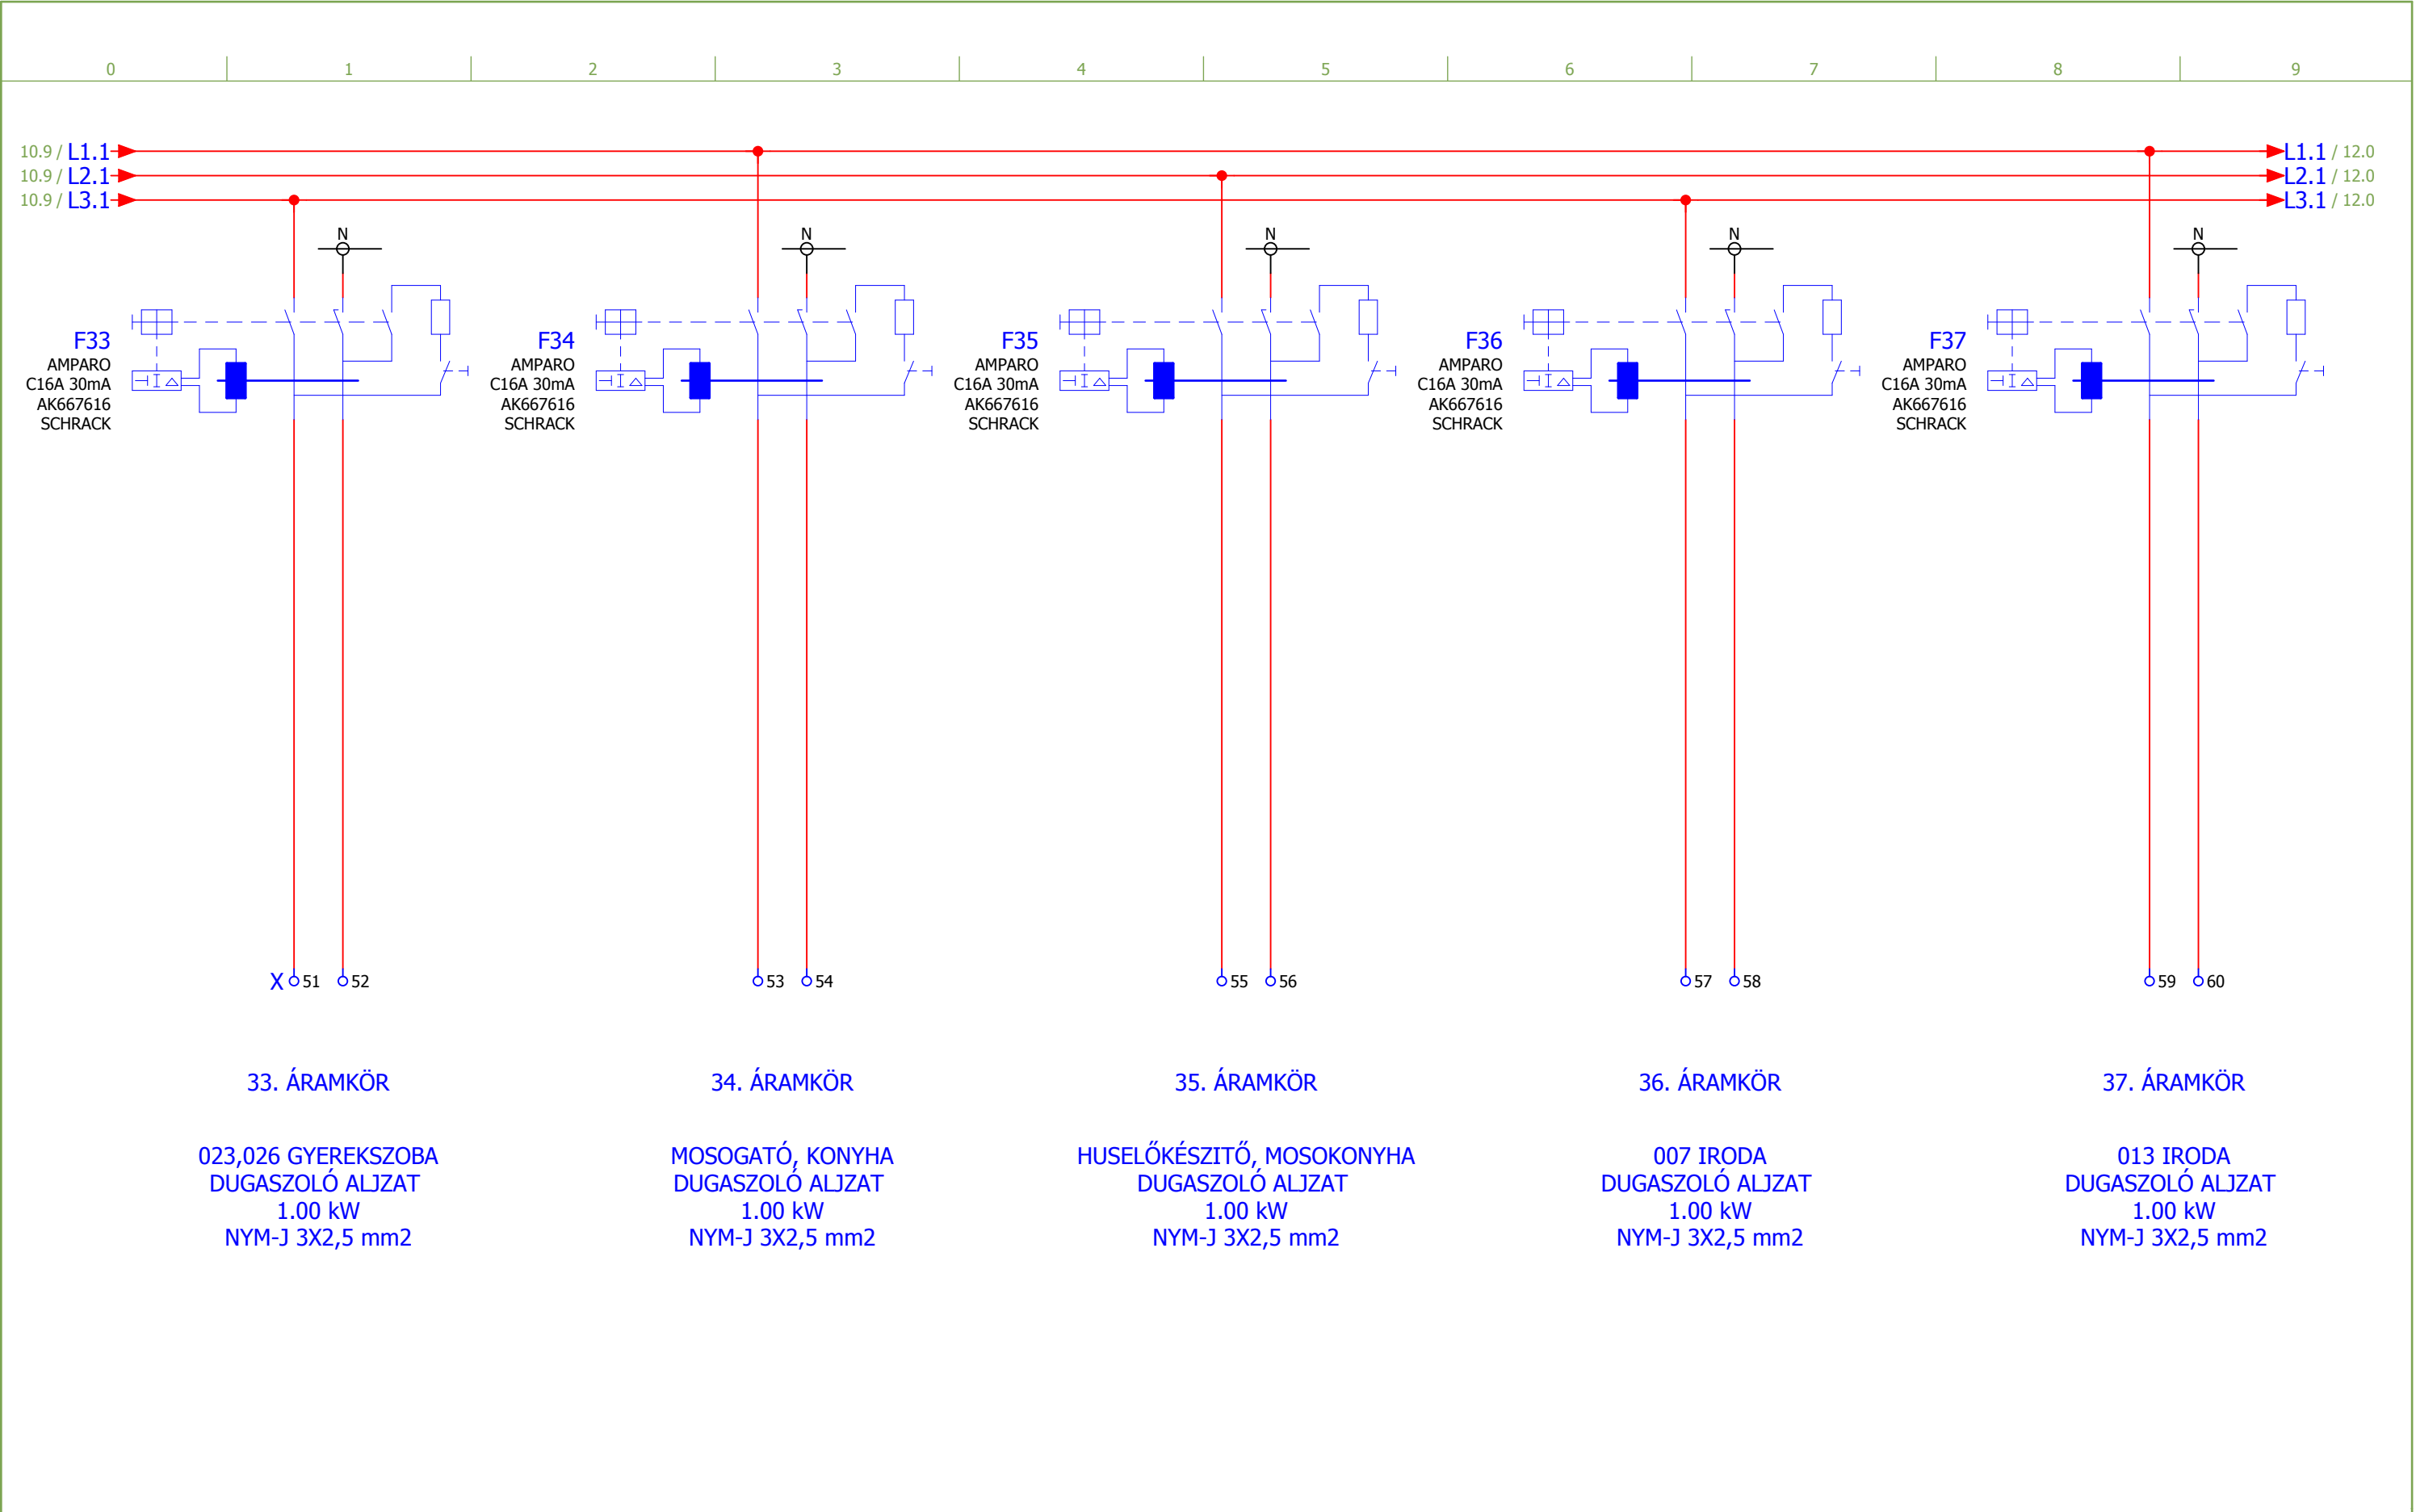 0 1 2 3 4 5 6 7 8 9
10.9 / L1.1 L1.1 / 12.0
10.9 / L2.1 L2.1 / 12.0
10.9 / L3.1 L3.1 / 12.0
N N N N N
F33 F34 F35 F36 F37
AMPARO AMPARO AMPARO AMPARO AMPARO
C16A 30mA C16A 30mA C16A 30mA C16A 30mA C16A 30mA
AK667616 AK667616 AK667616 AK667616 AK667616
SCHRACK SCHRACK SCHRACK SCHRACK SCHRACK
X 51 52 53 54 55 56 57 58 59 60
33. ÁRAMKÖR 34. ÁRAMKÖR 35. ÁRAMKÖR 36. ÁRAMKÖR 37. ÁRAMKÖR
023,026 GYEREKSZOBA MOSOGATÓ, KONYHA HUSELŐKÉSZITŐ, MOSOKONYHA 007 IRODA 013 IRODA
DUGASZOLÓ ALJZAT DUGASZOLÓ ALJZAT DUGASZOLÓ ALJZAT DUGASZOLÓ ALJZAT DUGASZOLÓ ALJZAT
1.00 kW 1.00 kW 1.00 kW 1.00 kW 1.00 kW
NYM-J 3X2,5 mm2 NYM-J 3X2,5 mm2 NYM-J 3X2,5 mm2 NYM-J 3X2,5 mm2 NYM-J 3X2,5 mm2